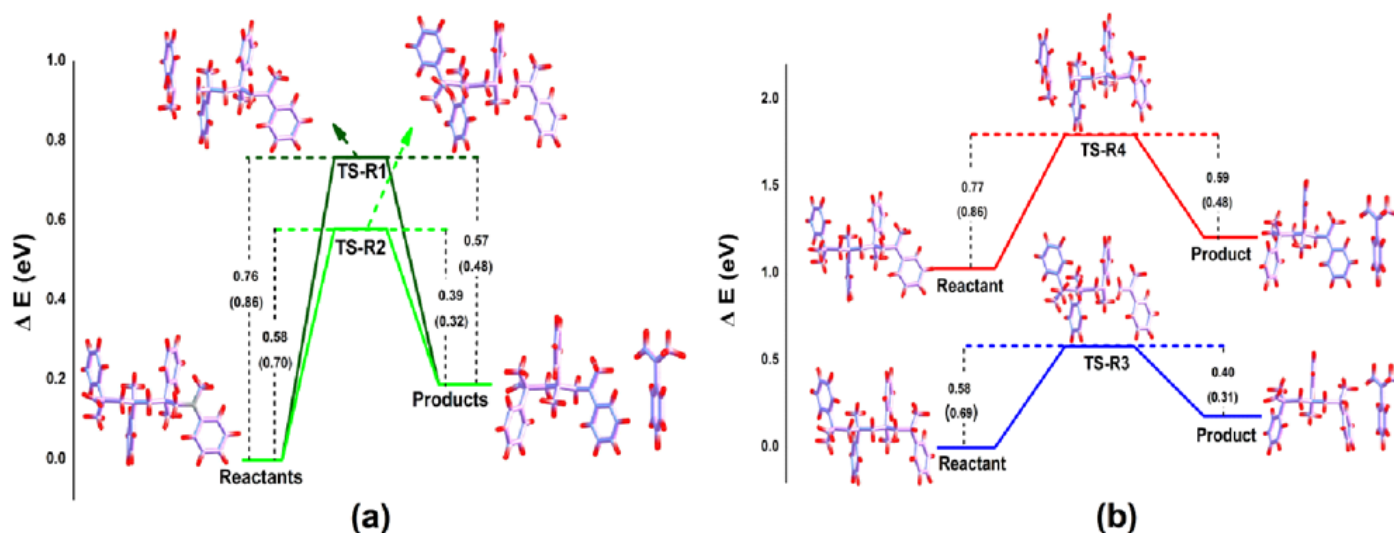 1.0
0.8
0.6
0.4
0.2
0.0
Δ E (eV)
TS-R1
TS-R2
0.76
(0.86)
0.58
(0.70)
0.57
(0.48)
0.39
(0.32)
Reactants
Products
(a)
2.0
1.5
1.0
0.5
0.0
Δ E (eV)
TS-R4
0.77
(0.86)
0.59
(0.48)
Reactant
Product
TS-R3
0.58
(0.69)
0.40
(0.31)
Reactant
Product
(b)